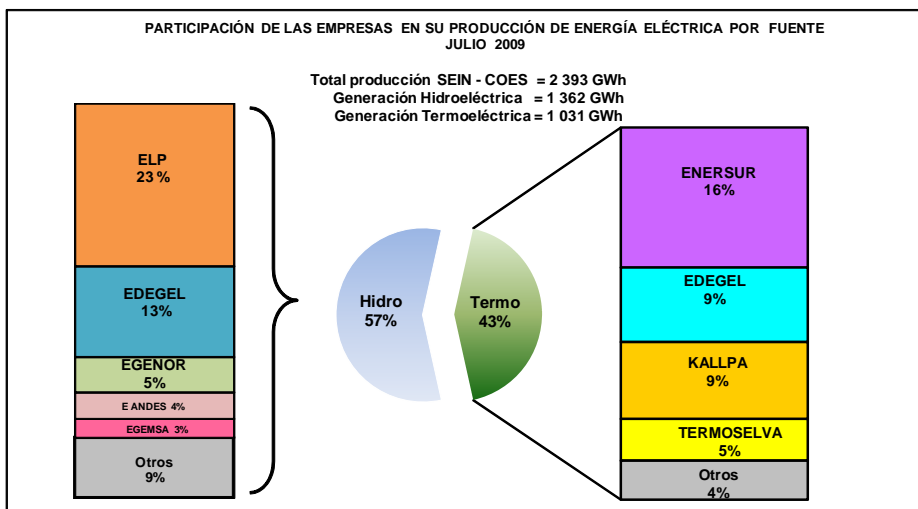 PARTICIPACIÓN DE LAS EMPRESAS EN SU PRODUCCIÓN DE ENERGÍA ELÉCTRICA POR FUENTE
JULIO 2009
Total producción SEIN - COES = 2 393 GWh
Generación Hidroeléctrica = 1 362 GWh
Generación Termoeléctrica = 1 031 GWh
ELP
23 %
EDEGEL
13%
EGENOR
5%
E ANDES 4%
EGEMSA 3%
Otros
9%
Hidro
57%
Termo
43%
ENERSUR
16%
EDEGEL
9%
KALLPA
9%
TERMOSELVA
5%
Otros
4%